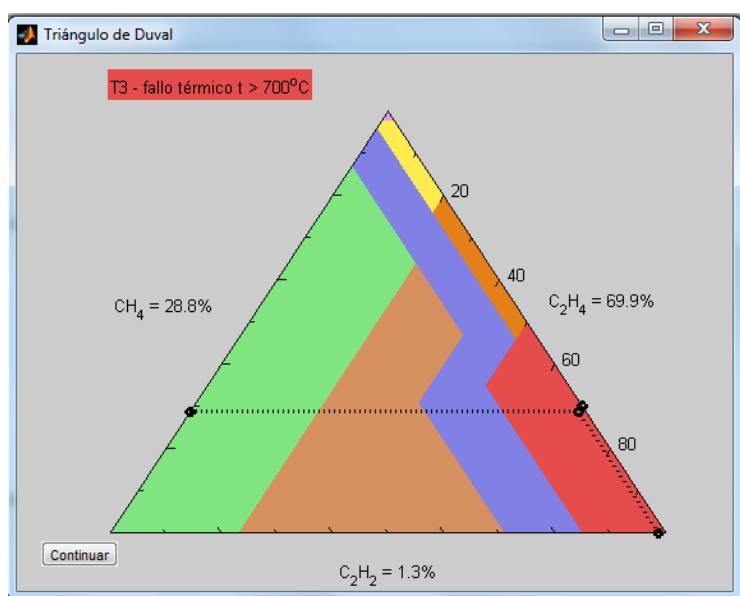 Triángulo de Duval
T3 - fallo térmico t > 700ºC
20
40
CH₄ = 28.8%
C₂H₄ = 69.9%
60
80
Continuar
C₂H₂ = 1.3%